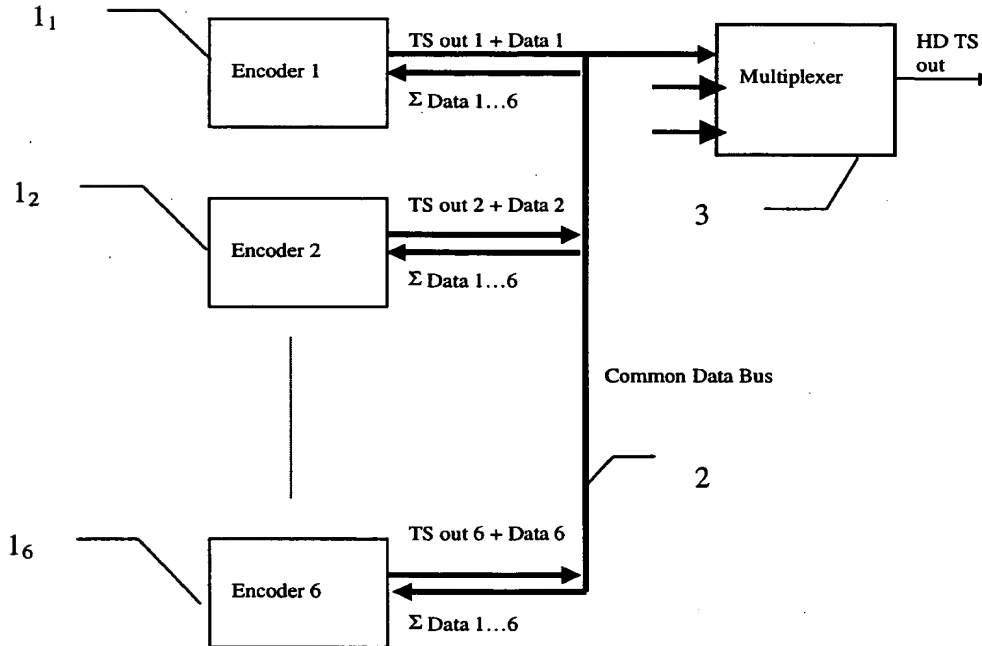 1₁
TS out 1 + Data 1
HD TS
out
Encoder 1
Multiplexer
Σ Data 1...6
1₂
TS out 2 + Data 2
3
Encoder 2
Σ Data 1...6
Common Data Bus
2
1₆
TS out 6 + Data 6
Encoder 6
Σ Data 1...6